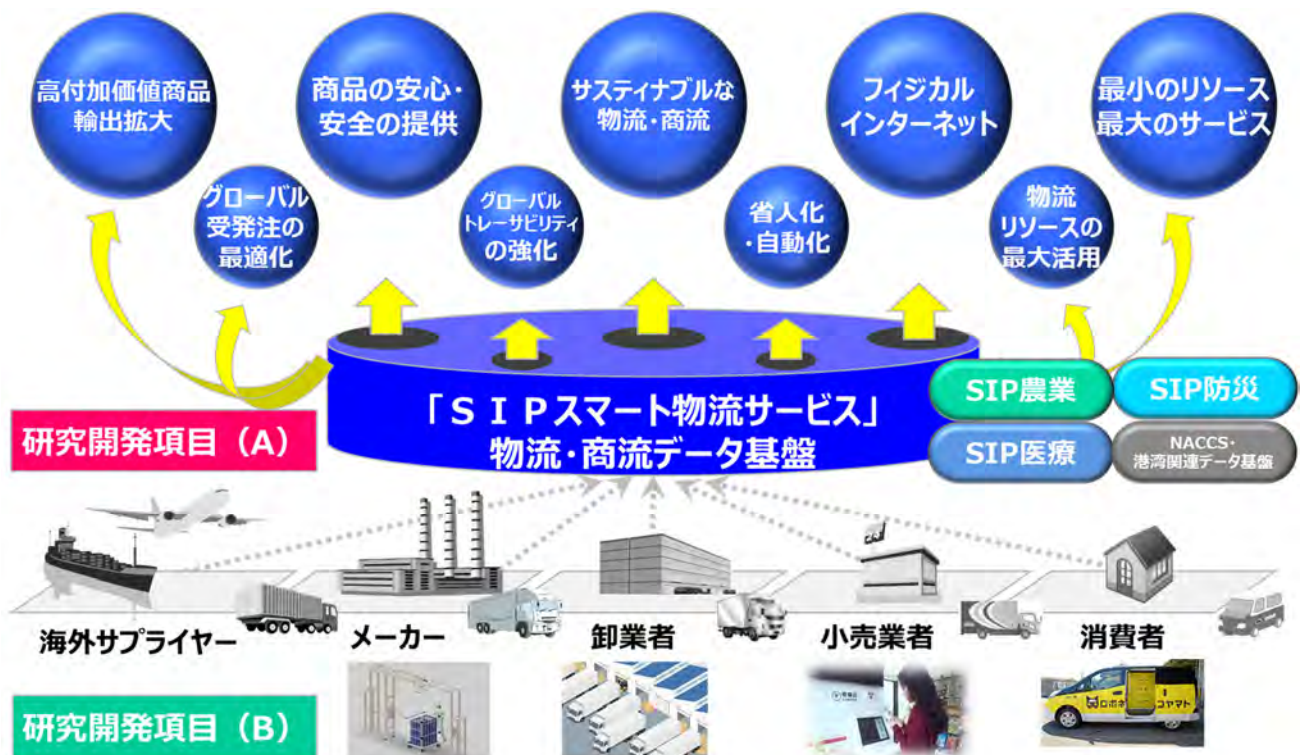 高付加価値商品
輸出拡大
商品の安心・
安全の提供
サスティナブルな
物流・商流
フィジカル
インターネット
最小のリソース
最大のサービス
グローバル
受発注の
最適化
グローバル
トレーサビリティ
の強化
省人化
・自動化
物流
リソースの
最大活用
「ＳＩＰスマート物流サービス」
物流・商流データ基盤
SIP農業
SIP防災
SIP医療
NACCS・
港湾関連データ基盤
研究開発項目（A）
海外サプライヤー
メーカー
卸業者
小売業者
消費者
研究開発項目（B）
ロボネコヤマト